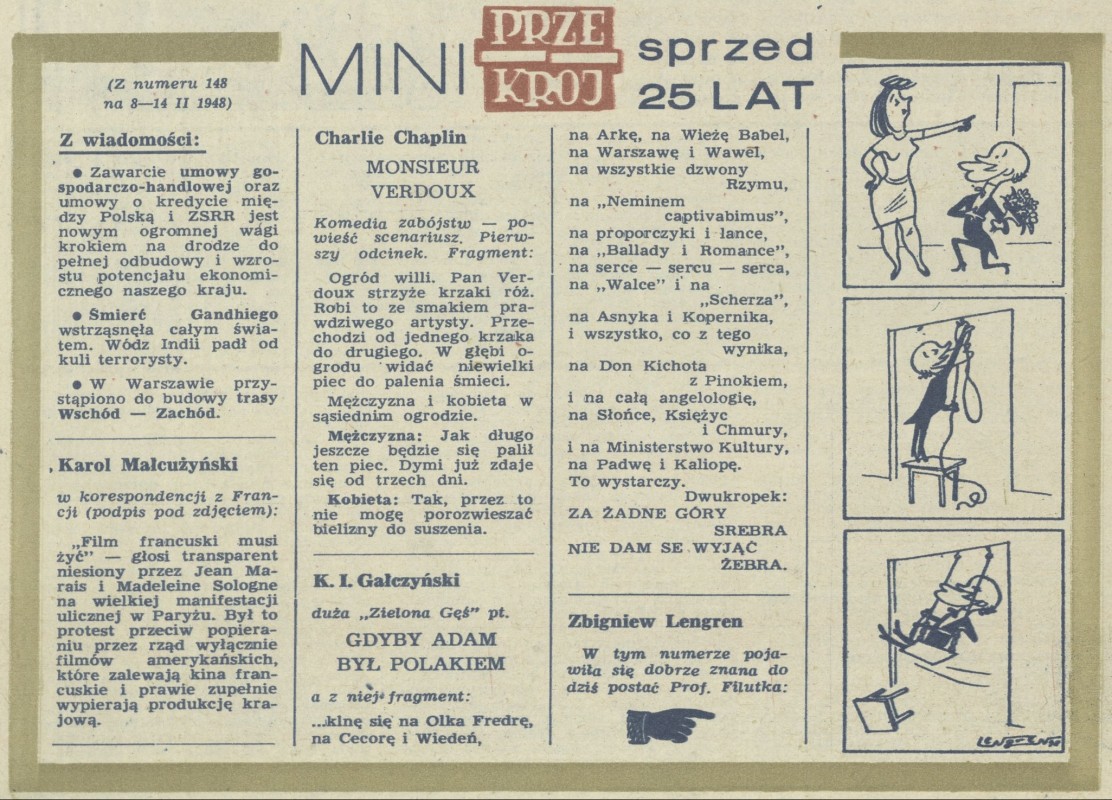 MINI PRZE
KRÓJ sprzed
25 LAT
(Z numeru 148
na 8—14 II 1948)
Z wiadomości:
● Zawarcie umowy go-
spodarczo-handlowej oraz
umowy o kredycie mię-
dzy Polską i ZSRR jest
nowym ogromnej wagi
krokiem na drodze do
pełnej odbudowy i wzro-
stu potencjału ekonomi-
cznego naszego kraju.
● Śmierć Gandhiego
wstrząsnęła całym świa-
tem. Wódz Indii padł od
kuli terrorysty.
● W Warszawie przy-
stąpiono do budowy trasy
Wschód — Zachód.
Karol Małcużyński
w korespondencji z Fran-
cji (podpis pod zdjęciem):
„Film francuski musi
żyć” — głosi transparent
niesiony przez Jean Ma-
rais i Madeleine Sologne
na wielkiej manifestacji
ulicznej w Paryżu. Był to
protest przeciw popiera-
niu przez rząd wyłącznie
filmów amerykańskich,
które zalewają kina fran-
cuskie i prawie zupełnie
wypierają produkcję kra-
jową.
Charlie Chaplin
MONSIEUR
VERDOUX
Komedia zabójstw — po-
wieść scenariusz. Pierw-
szy odcinek. Fragment:
Ogród willi. Pan Ver-
doux strzyże krzaki róż.
Robi to ze smakiem pra-
wdziwego artysty. Prze-
chodzi od jednego krzaka
do drugiego. W głębi o-
grodu widać niewielki
piec do palenia śmieci.
Mężczyzna i kobieta w
sąsiednim ogrodzie.
Mężczyzna: Jak długo
jeszcze będzie się palił
ten piec. Dymi już zdaje
się od trzech dni.
Kobieta: Tak, przez to
nie mogę porozwieszać
bielizny do suszenia.
K. I. Gałczyński
duża „Zielona Gęś” pt.
GDYBY ADAM
BYŁ POLAKIEM
a z niej fragment:
...klnę się na Olka Fredrę,
na Cecorę i Wiedeń,
na Arkę, na Wieżę Babel,
na Warszawę i Wawel,
na wszystkie dzwony
Rzymu,
na „Neminem
captivabimus”,
na proporczyki i lance,
na „Ballady i Romance”,
na serce — sercu — serca,
na „Walce” i na
„Scherza”,
na Asnyka i Kopernika,
i wszystko, co z tego
wynika,
na Don Kichota
z Pinokiem,
i na całą angelologię,
na Słońce, Księżyc
i Chmury,
i na Ministerstwo Kultury,
na Padwę i Kaliopę.
To wystarczy.
Dwukropek:
ZA ŻADNE GÓRY
SREBRA
NIE DAM SE WYJĄĆ
ŻEBRA.
Zbigniew Lengren
W tym numerze poja-
wiła się dobrze znana do
dziś postać Prof. Filutka:
LENGREN